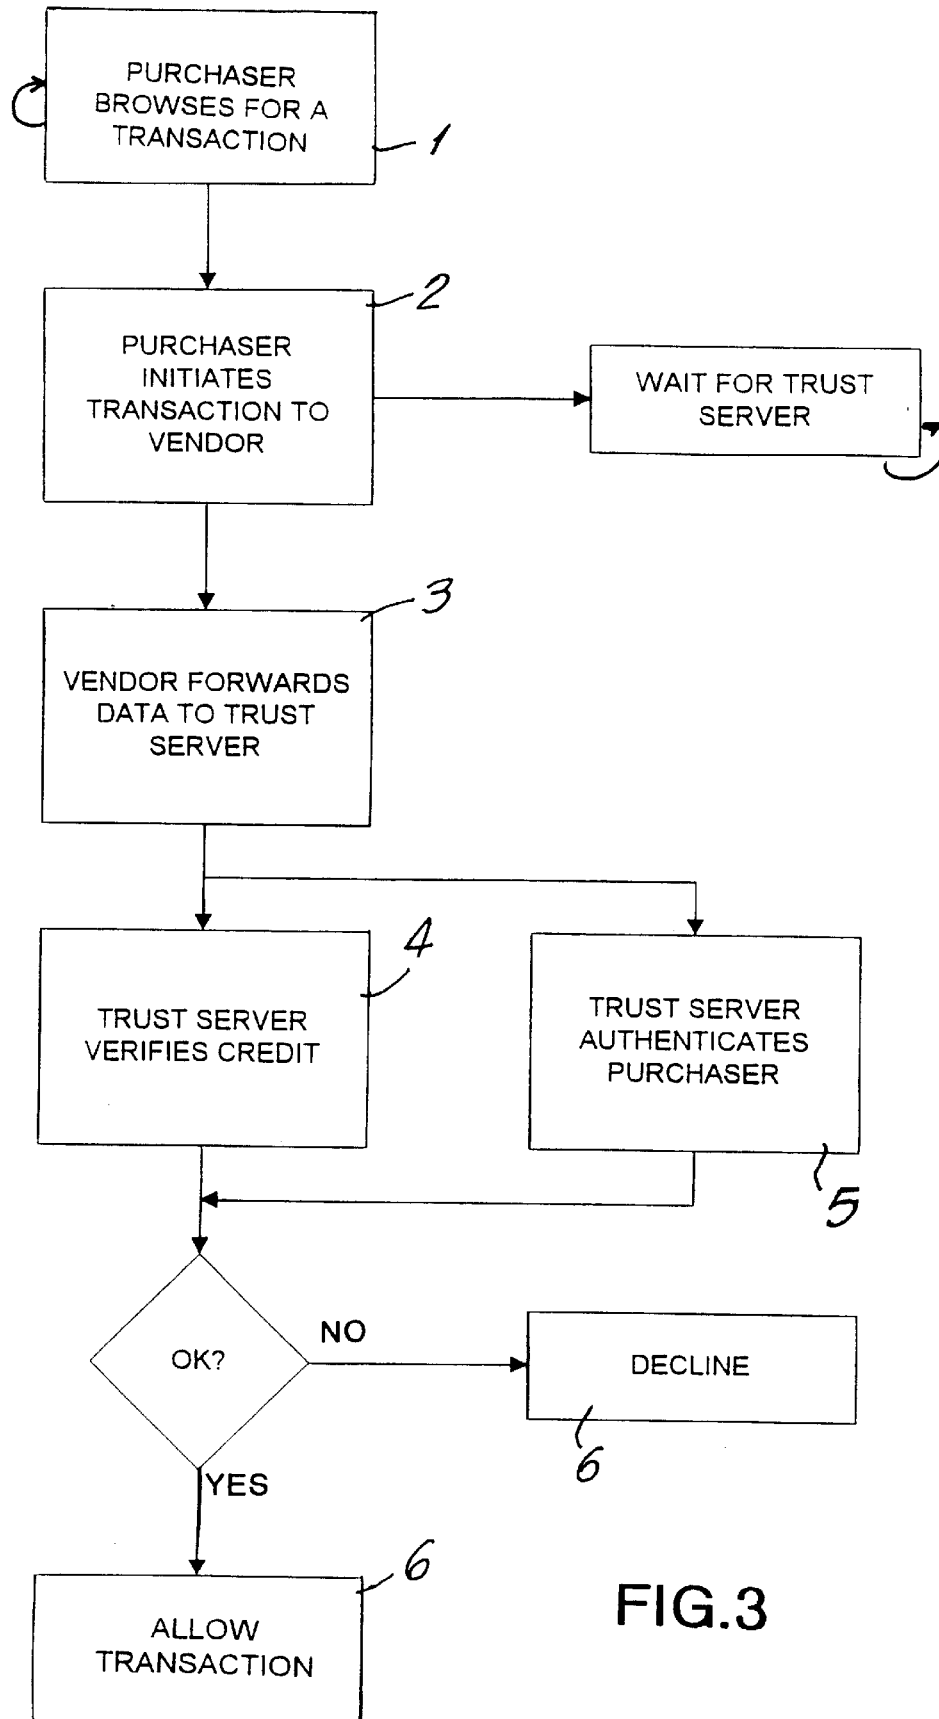 PURCHASER
BROWSES FOR A
TRANSACTION
1
2
PURCHASER
INITIATES
TRANSACTION TO
VENDOR
WAIT FOR TRUST
SERVER
3
VENDOR FORWARDS
DATA TO TRUST
SERVER
4
TRUST SERVER
VERIFIES CREDIT
TRUST SERVER
AUTHENTICATES
PURCHASER
5
OK?
NO
DECLINE
6
YES
6
ALLOW
TRANSACTION
FIG.3